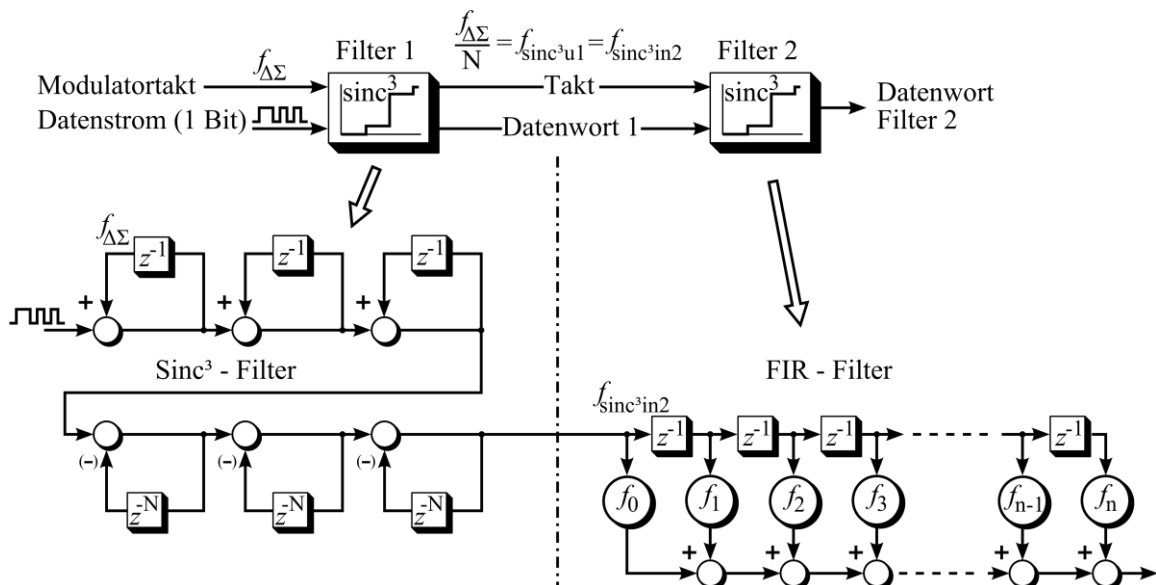 Filter 1
f_ΔΣ/N = f_sinc³u1 = f_sinc³in2
Filter 2
Modulatortakt
f_ΔΣ
sinc³
Takt
sinc³
Datenwort
Filter 2
Datenstrom (1 Bit)
Datenwort 1
f_ΔΣ
z⁻¹
z⁻¹
z⁻¹
+
+
+
Sinc³ - Filter
FIR - Filter
f_sinc³in2
z⁻¹
z⁻¹
z⁻¹
z⁻¹
(–)
(–)
(–)
z⁻ᴺ
z⁻ᴺ
z⁻ᴺ
f₀
f₁
f₂
f₃
f_n-1
f_n
+
+
+
+
+